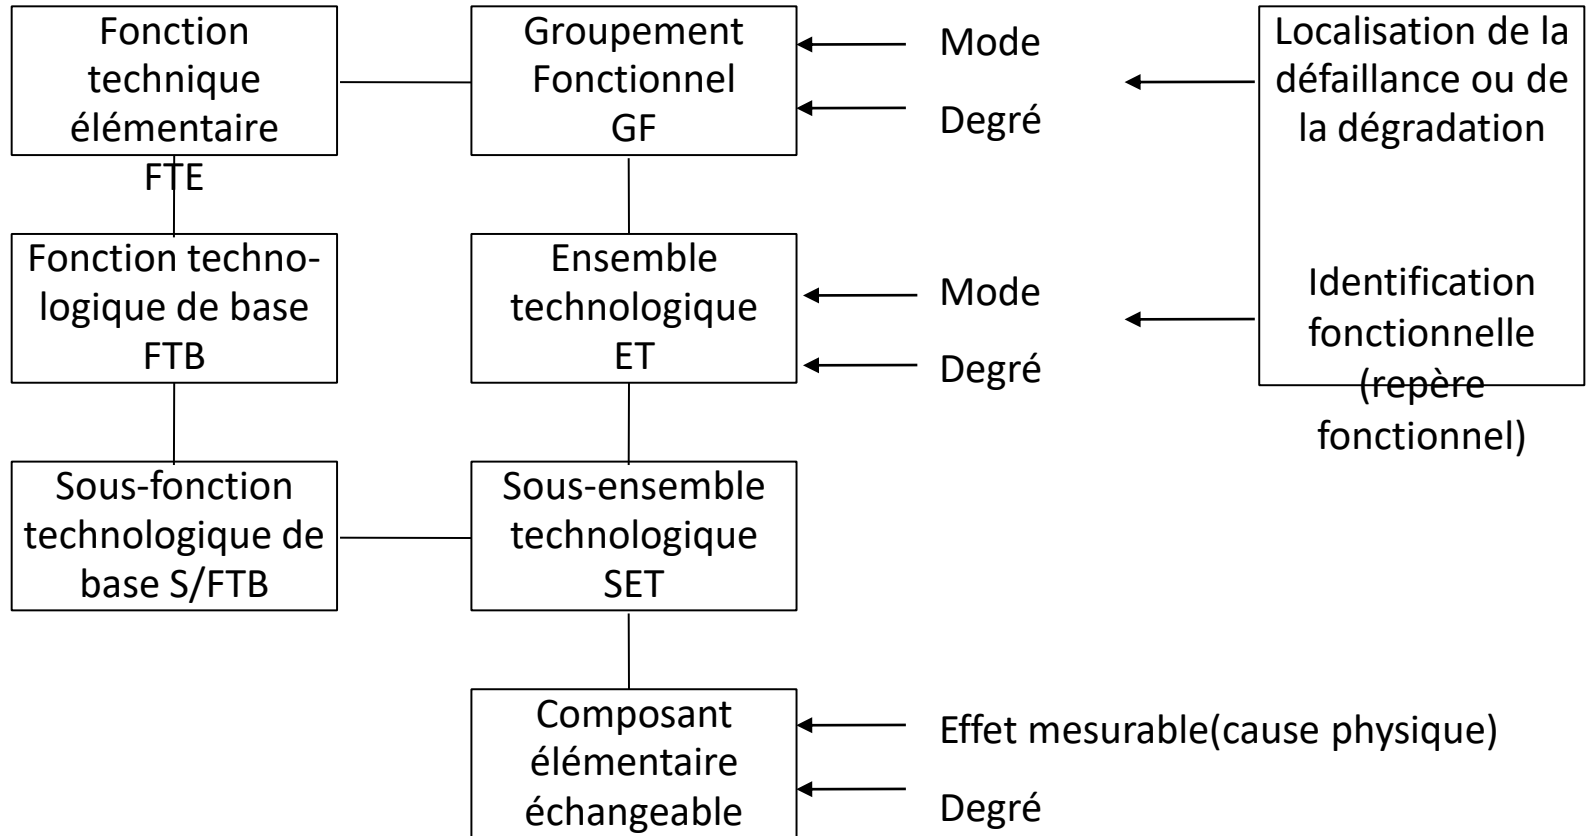 Fonction
technique
élémentaire
FTE
Groupement
Fonctionnel
GF
Mode
Degré
Localisation de la
défaillance ou de
la dégradation
Identification
fonctionnelle
(repère
fonctionnel)
Fonction techno-
logique de base
FTB
Ensemble
technologique
ET
Mode
Degré
Sous-fonction
technologique de
base S/FTB
Sous-ensemble
technologique
SET
Composant
élémentaire
échangeable
Effet mesurable(cause physique)
Degré